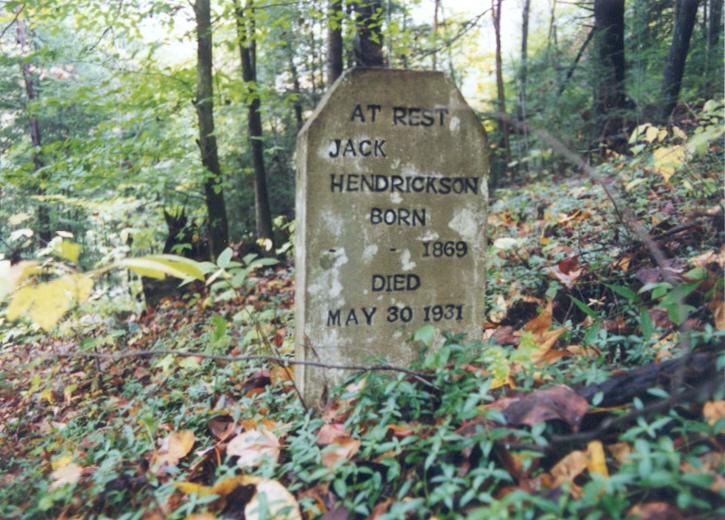 AT REST
JACK
HENDRICKSON
BORN
- - 1869
DIED
MAY 30 1931